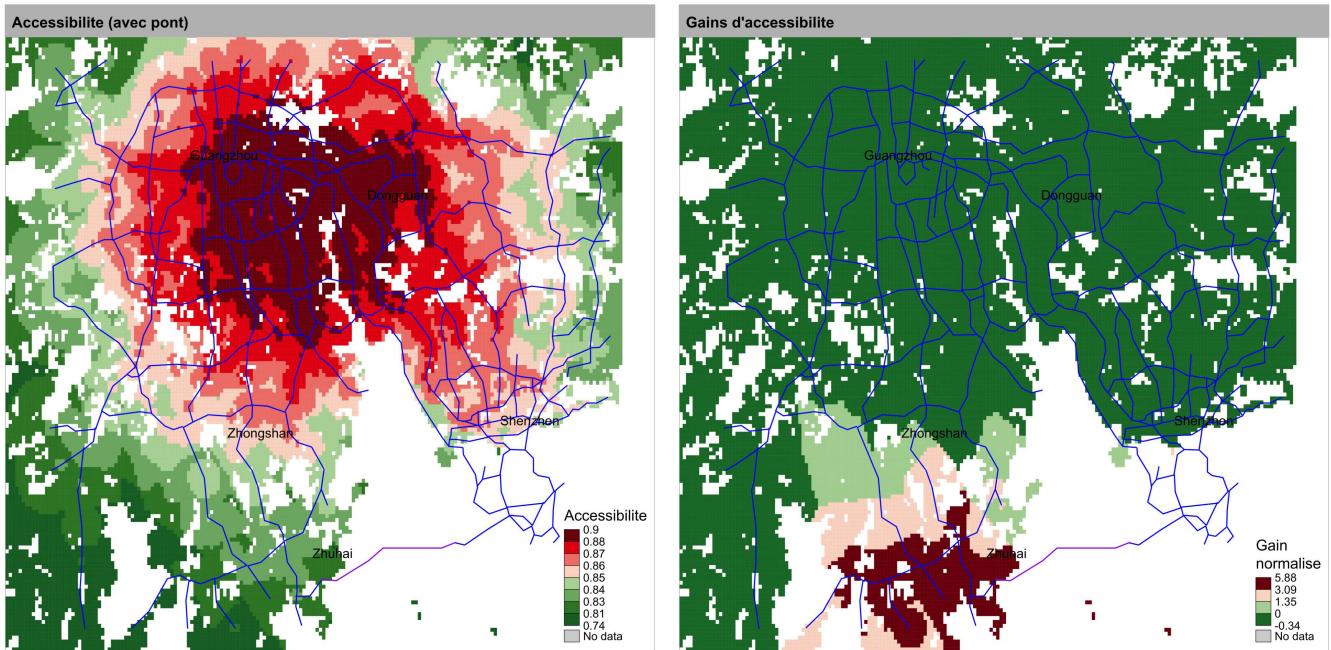 Accessibilite (avec pont)
Guangzhou
Dongguan
Shenzhen
Zhongshan
Zhuhai
Accessibilite
0.9
0.88
0.87
0.86
0.85
0.84
0.83
0.81
0.74
No data
Gains d'accessibilite
Guangzhou
Dongguan
Shenzhen
Zhongshan
Zhuhai
Gain
normalise
5.88
3.09
1.35
0
-0.34
No data